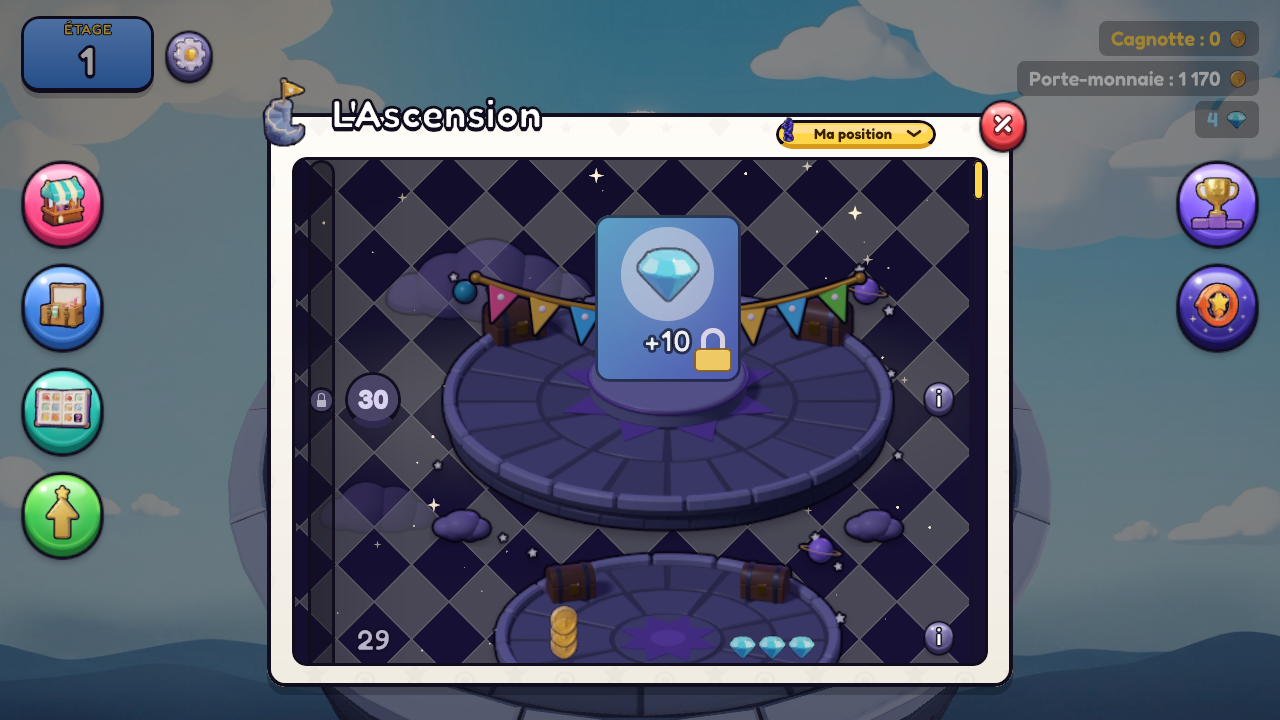 ÉTAGE
1
Cagnotte : 0
Porte-monnaie : 1 170
4
L'Ascension
Ma position
+10
30
i
29
i